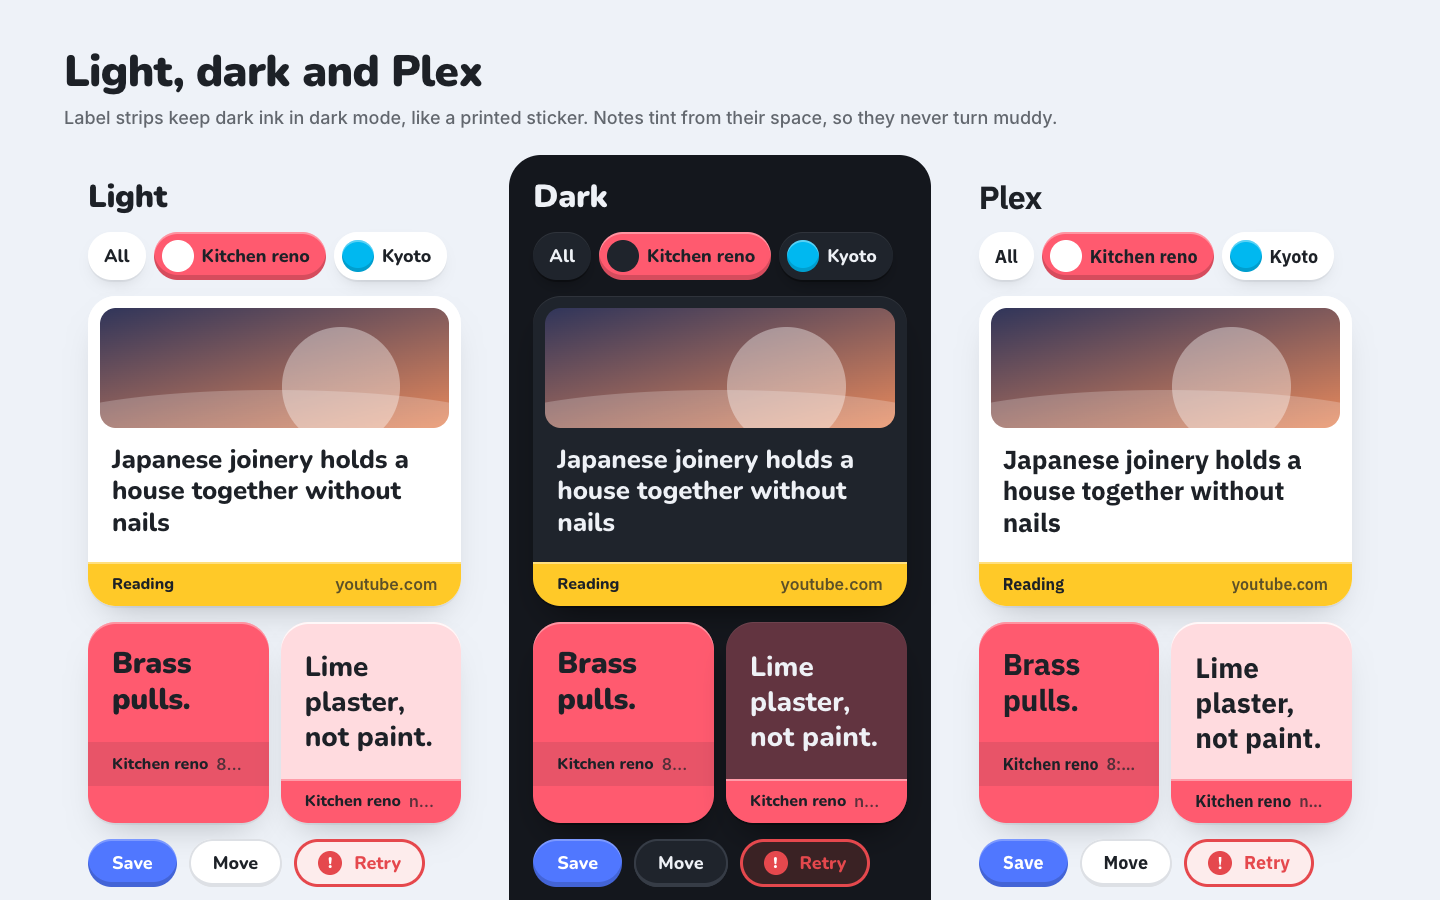 Light, dark and Plex
Label strips keep dark ink in dark mode, like a printed sticker. Notes tint from their space, so they never turn muddy.
Light
All
Kitchen reno
Kyoto
Japanese joinery holds a
house together without
nails
Reading
youtube.com
Brass
pulls.
Kitchen reno 8...
Lime
plaster,
not paint.
Kitchen reno n...
Save
Move
! Retry
Dark
All
Kitchen reno
Kyoto
Japanese joinery holds a
house together without
nails
Reading
youtube.com
Brass
pulls.
Kitchen reno 8...
Lime
plaster,
not paint.
Kitchen reno n...
Save
Move
! Retry
Plex
All
Kitchen reno
Kyoto
Japanese joinery holds a
house together without
nails
Reading
youtube.com
Brass
pulls.
Kitchen reno 8:...
Lime
plaster,
not paint.
Kitchen reno n...
Save
Move
! Retry